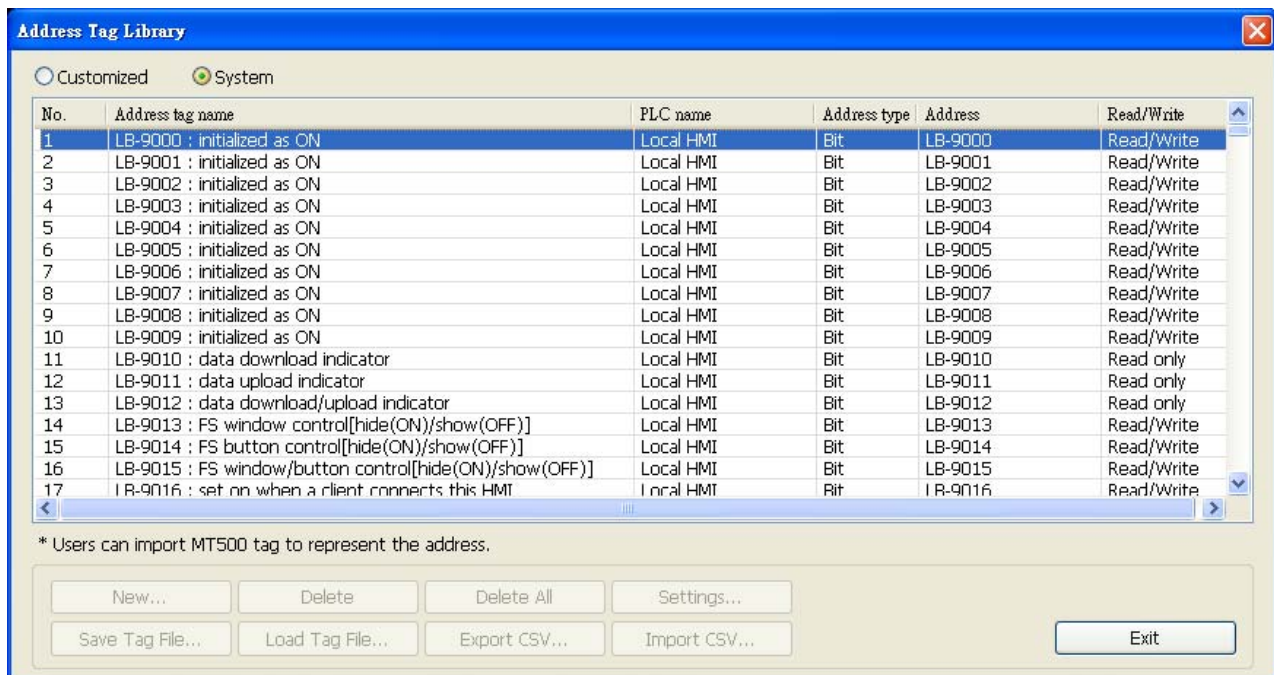 Address Tag Library
Customized System
No. Address tag name PLC name Address type Address Read/Write
1 LB-9000 : initialized as ON Local HMI Bit LB-9000 Read/Write
2 LB-9001 : initialized as ON Local HMI Bit LB-9001 Read/Write
3 LB-9002 : initialized as ON Local HMI Bit LB-9002 Read/Write
4 LB-9003 : initialized as ON Local HMI Bit LB-9003 Read/Write
5 LB-9004 : initialized as ON Local HMI Bit LB-9004 Read/Write
6 LB-9005 : initialized as ON Local HMI Bit LB-9005 Read/Write
7 LB-9006 : initialized as ON Local HMI Bit LB-9006 Read/Write
8 LB-9007 : initialized as ON Local HMI Bit LB-9007 Read/Write
9 LB-9008 : initialized as ON Local HMI Bit LB-9008 Read/Write
10 LB-9009 : initialized as ON Local HMI Bit LB-9009 Read/Write
11 LB-9010 : data download indicator Local HMI Bit LB-9010 Read only
12 LB-9011 : data upload indicator Local HMI Bit LB-9011 Read only
13 LB-9012 : data download/upload indicator Local HMI Bit LB-9012 Read only
14 LB-9013 : FS window control[hide(ON)/show(OFF)] Local HMI Bit LB-9013 Read/Write
15 LB-9014 : FS button control[hide(ON)/show(OFF)] Local HMI Bit LB-9014 Read/Write
16 LB-9015 : FS window/button control[hide(ON)/show(OFF)] Local HMI Bit LB-9015 Read/Write
17 LB-9016 : set on when a client connects this HMI Local HMI Bit LB-9016 Read/Write
* Users can import MT500 tag to represent the address.
New... Delete Delete All Settings...
Save Tag File... Load Tag File... Export CSV... Import CSV... Exit